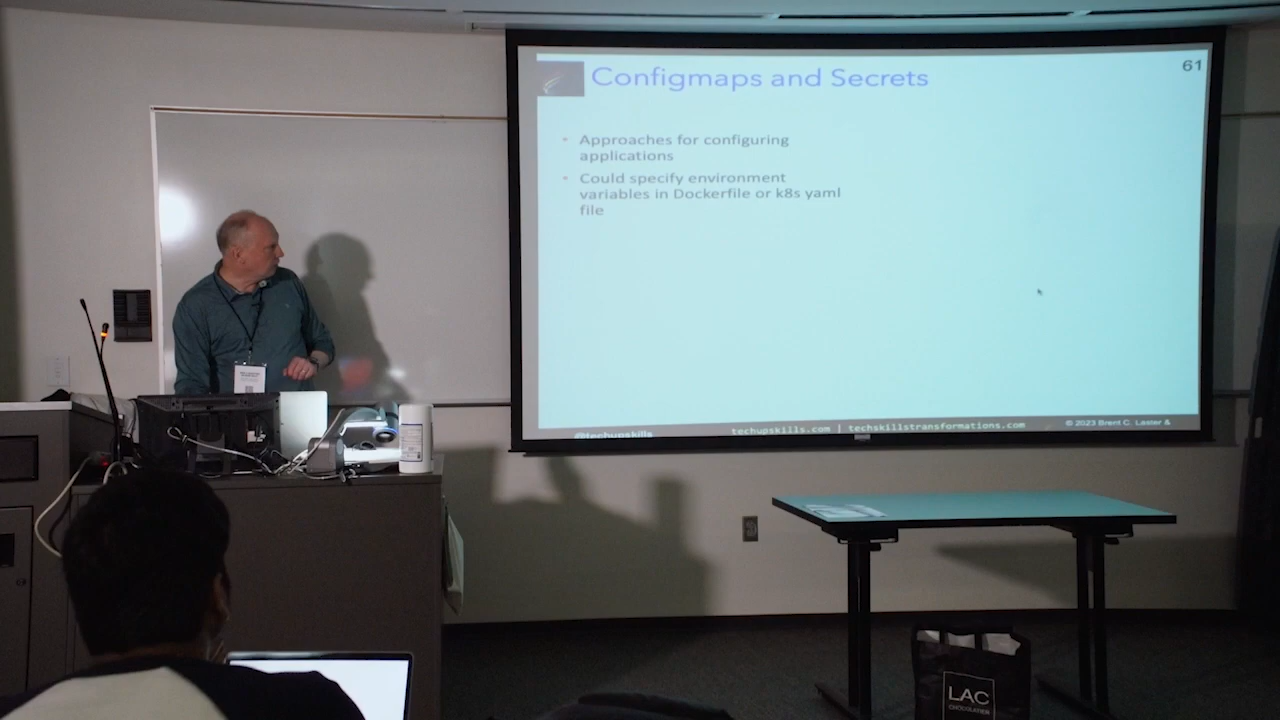 Configmaps and Secrets
61
• Approaches for configuring
applications
• Could specify environment
variables in Dockerfile or k8s yaml
file
@techupskills
techupskills.com | techskillstransformations.com
© 2023 Brent C. Laster &
LAC
CHOCOLATIER